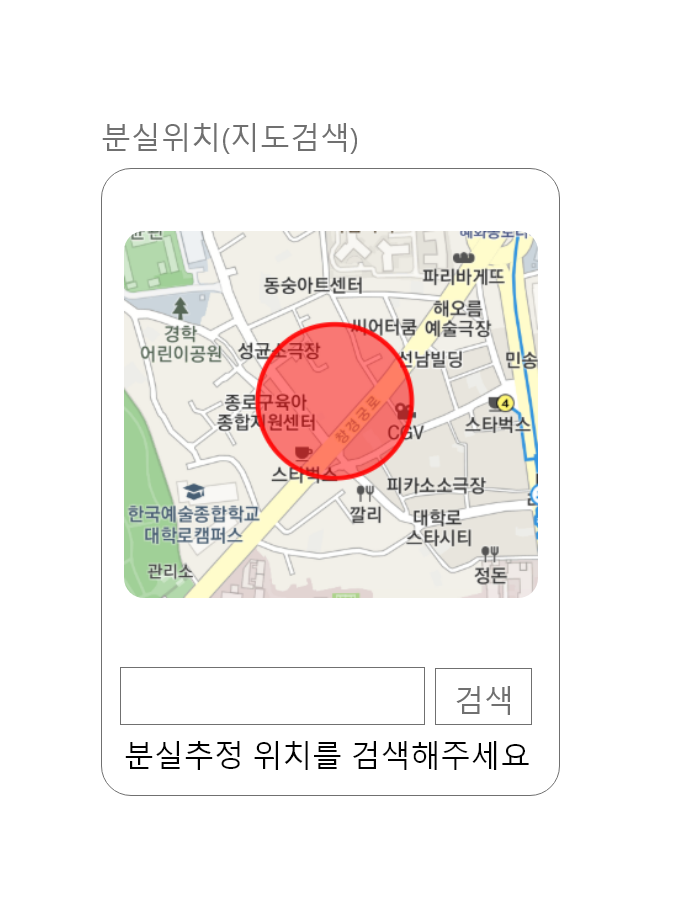 분실위치(지도검색)
동숭아트센터
파리바게뜨
해오름
예술극장
씨어터쿰
경학
어린이공원
성균소극장
선남빌딩
민송
종로구육아
종합지원센터
창경궁로
CGV
4
스타벅스
스타벅스
피카소소극장
깔리
한국예술종합학교
대학로캠퍼스
대학로
스타시티
관리소
정돈
검색
분실추정 위치를 검색해주세요